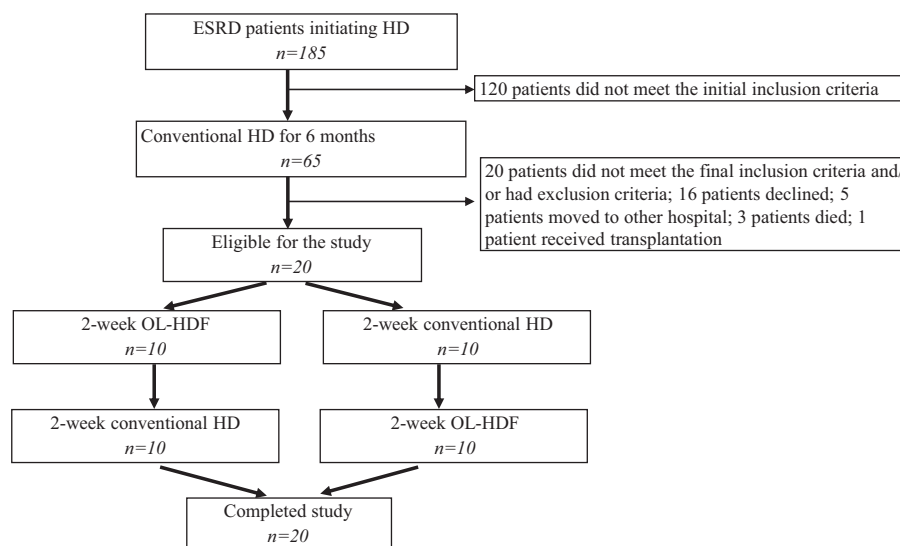 ESRD patients initiating HD
n=185
120 patients did not meet the initial inclusion criteria
Conventional HD for 6 months
n=65
20 patients did not meet the final inclusion criteria and/
or had exclusion criteria; 16 patients declined; 5
patients moved to other hospital; 3 patients died; 1
patient received transplantation
Eligible for the study
n=20
2-week OL-HDF
n=10
2-week conventional HD
n=10
2-week conventional HD
n=10
2-week OL-HDF
n=10
Completed study
n=20